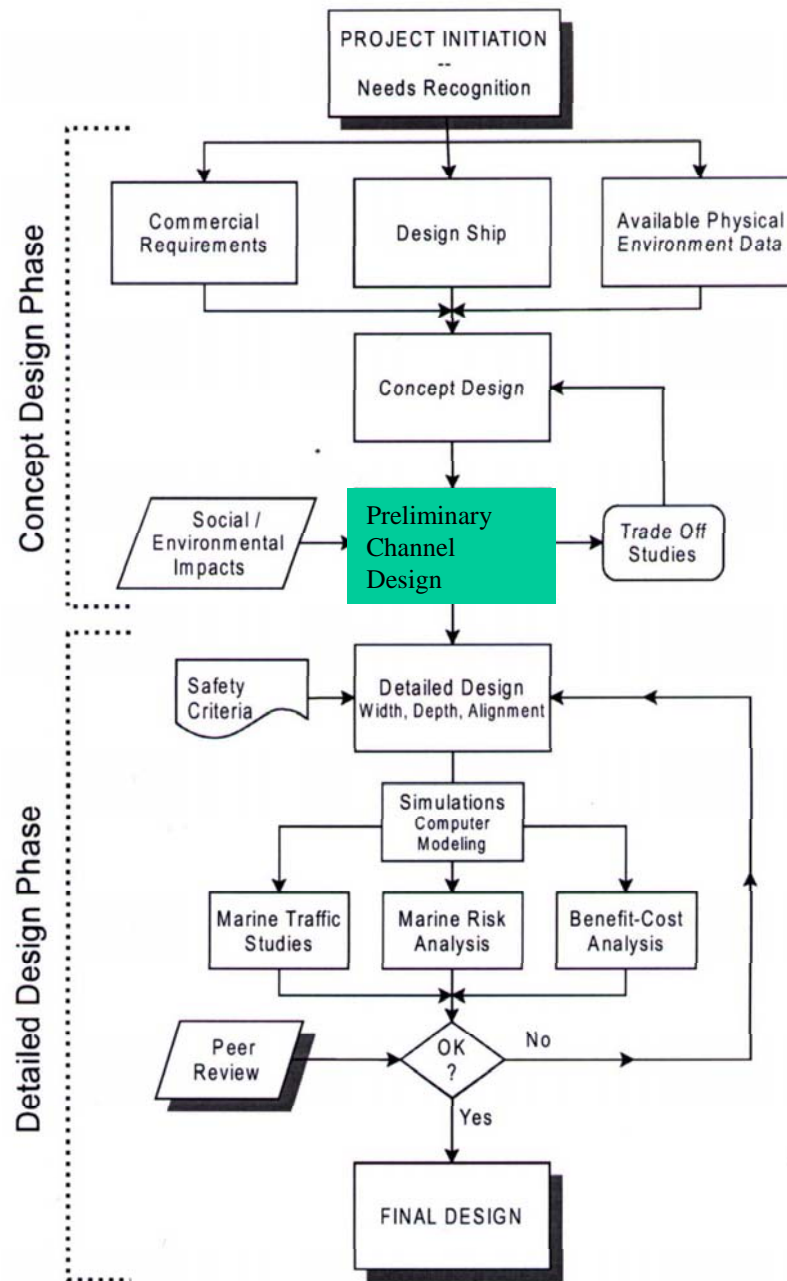 PROJECT INITIATION
--
Needs Recognition
Concept Design Phase
Commercial
Requirements
Design Ship
Available Physical
Environment Data
Concept Design
Social /
Environmental
Impacts
Preliminary
Channel
Design
Trade Off
Studies
Detailed Design Phase
Safety
Criteria
Detailed Design
Width, Depth, Alignment
Simulations
Computer
Modeling
Marine Traffic
Studies
Marine Risk
Analysis
Benefit-Cost
Analysis
Peer
Review
OK
?
No
Yes
FINAL DESIGN